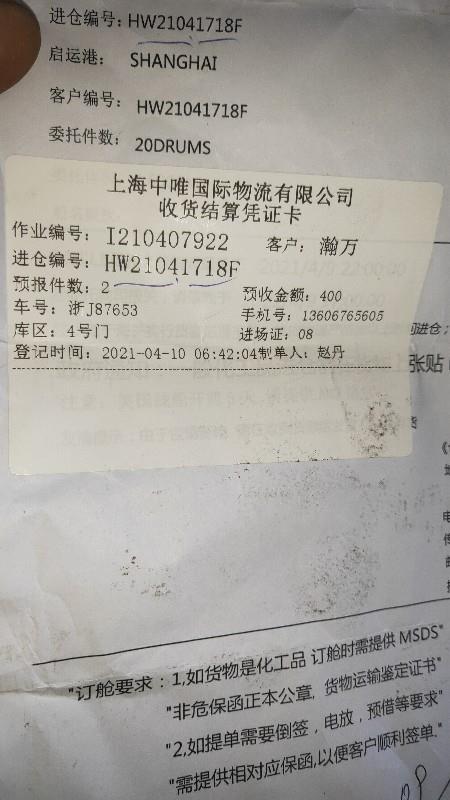 进仓编号: HW21041718F
启运港: SHANGHAI
客户编号: HW21041718F
委托件数: 20DRUMS
上海中唯国际物流有限公司
收货结算凭证卡
作业编号: I210407922 客户: 瀚万
进仓编号: HW21041718F
预报件数: 2 预收金额: 400
车号: 浙J87653 手机号: 13606765605
库区: 4号门 进场证: 08
登记时间: 2021-04-10 06:42:04 制单人: 赵丹
张贴
"订舱要求：1,如货物是化工品 订舱时需提供 MSDS"
"非危保函正本公章, 货物运输鉴定证书"
"2,如提单需要倒签，电放，预借等要求"
"需提供相对应保函,以便客户顺利签单."